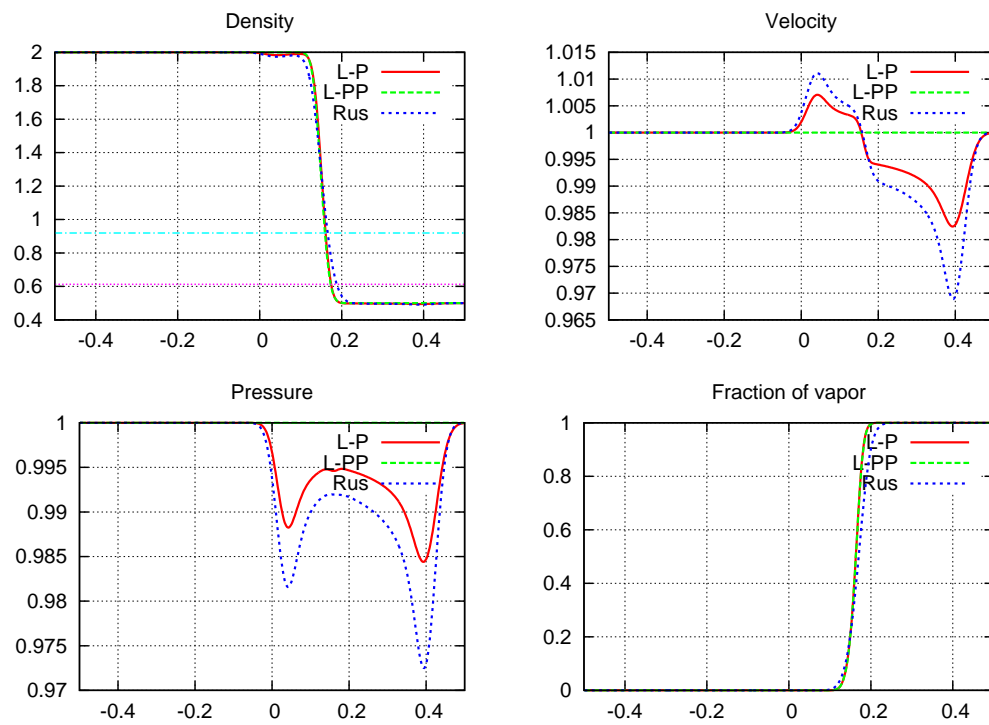 Density
2
1.8
1.6
1.4
1.2
1
0.8
0.6
0.4
-0.4 -0.2 0 0.2 0.4
L-P
L-PP
Rus
Velocity
1.015
1.01
1.005
1
0.995
0.99
0.985
0.98
0.975
0.97
0.965
-0.4 -0.2 0 0.2 0.4
L-P
L-PP
Rus
Pressure
1
0.995
0.99
0.985
0.98
0.975
0.97
-0.4 -0.2 0 0.2 0.4
L-P
L-PP
Rus
Fraction of vapor
1
0.8
0.6
0.4
0.2
0
-0.4 -0.2 0 0.2 0.4
L-P
L-PP
Rus